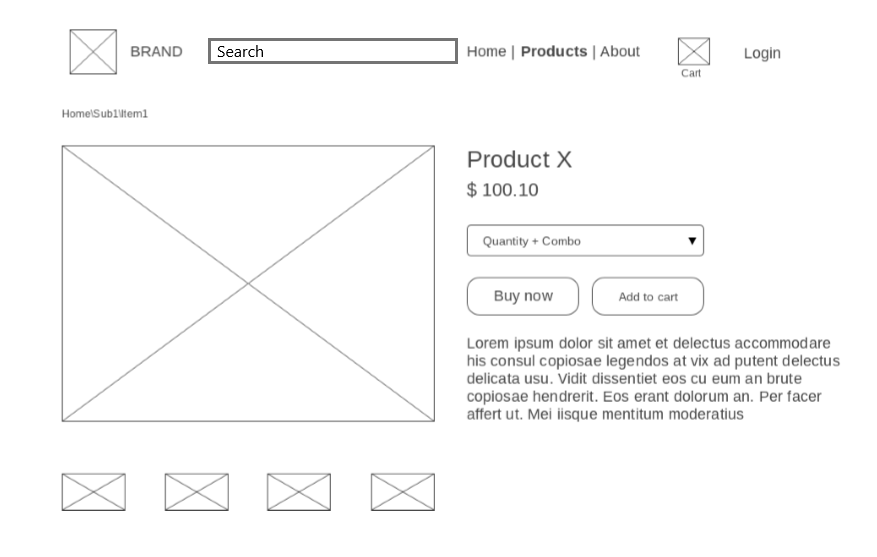 BRAND
Search
Home | Products | About
Cart
Login
Home\Sub1\Item1
Product X
$ 100.10
Quantity + Combo
Buy now
Add to cart
Lorem ipsum dolor sit amet et delectus accommodare
his consul copiosae legendos at vix ad putent delectus
delicata usu. Vidit dissentiet eos cu eum an brute
copiosae hendrerit. Eos erant dolorum an. Per facer
affert ut. Mei iisque mentitum moderatius